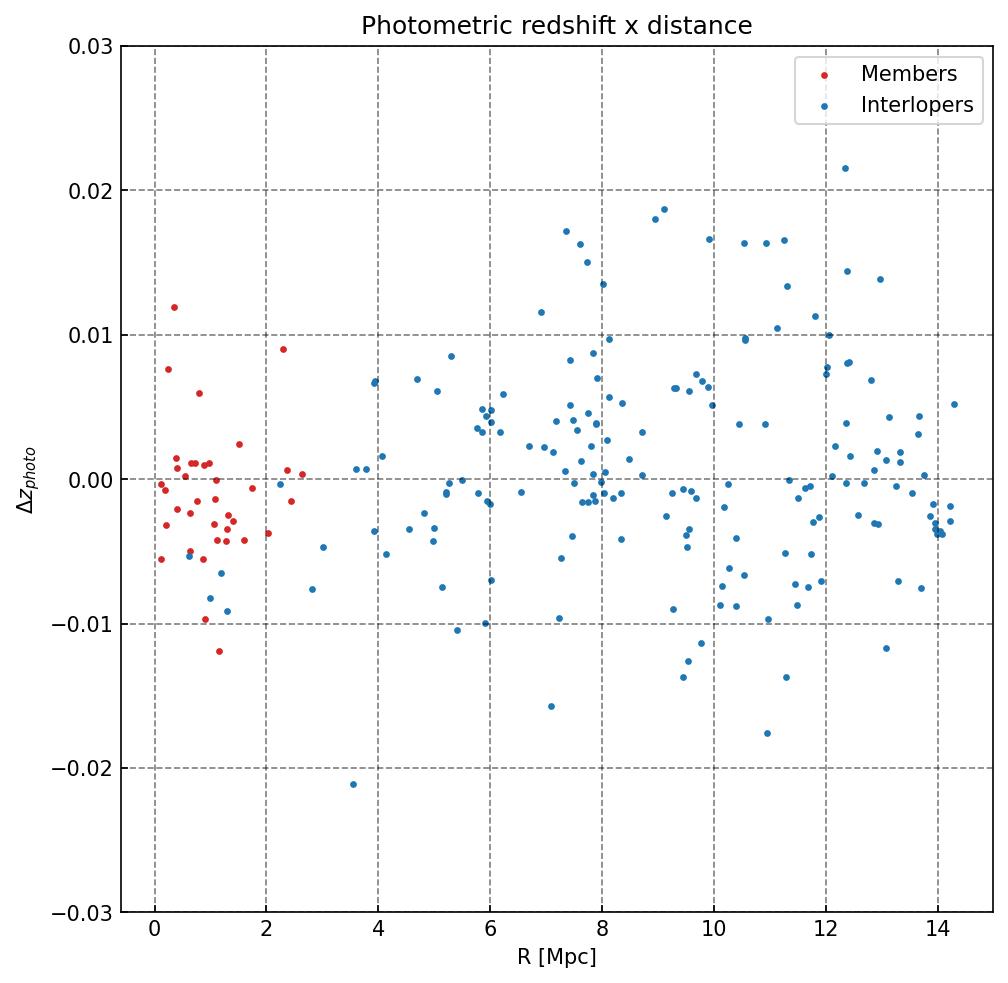 Photometric redshift x distance
Members
Interlopers
0.03
0.02
0.01
0.00
−0.01
−0.02
−0.03
Δz_photo
0 2 4 6 8 10 12 14
R [Mpc]